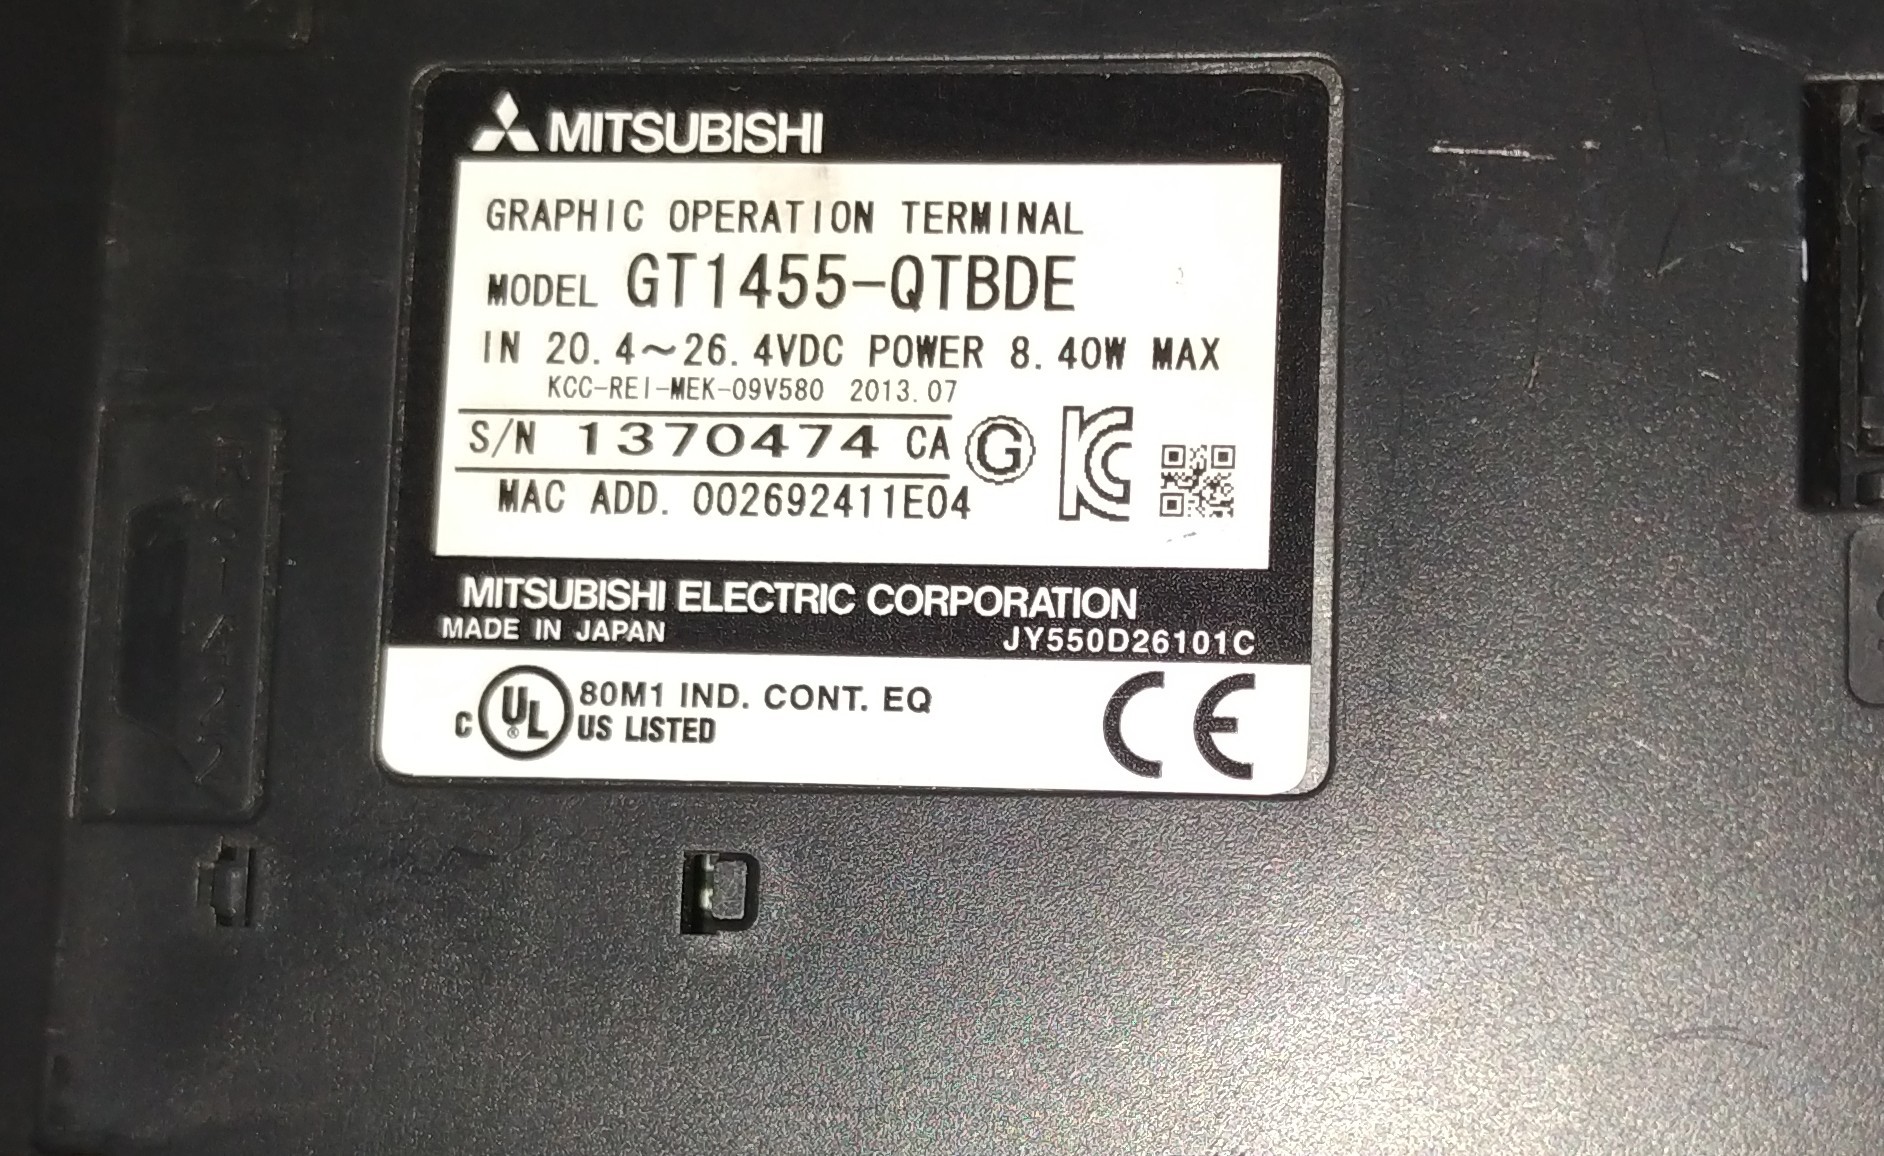 MITSUBISHI
GRAPHIC OPERATION TERMINAL
MODEL GT1455-QTBDE
IN 20.4~26.4VDC POWER 8.40W MAX
KCC-REI-MEK-09V580 2013.07
S/N 1370474 CA G KC
MAC ADD. 002692411E04
MITSUBISHI ELECTRIC CORPORATION
MADE IN JAPAN JY550D26101C
C UL ® 80M1 IND. CONT. EQ
US LISTED CE